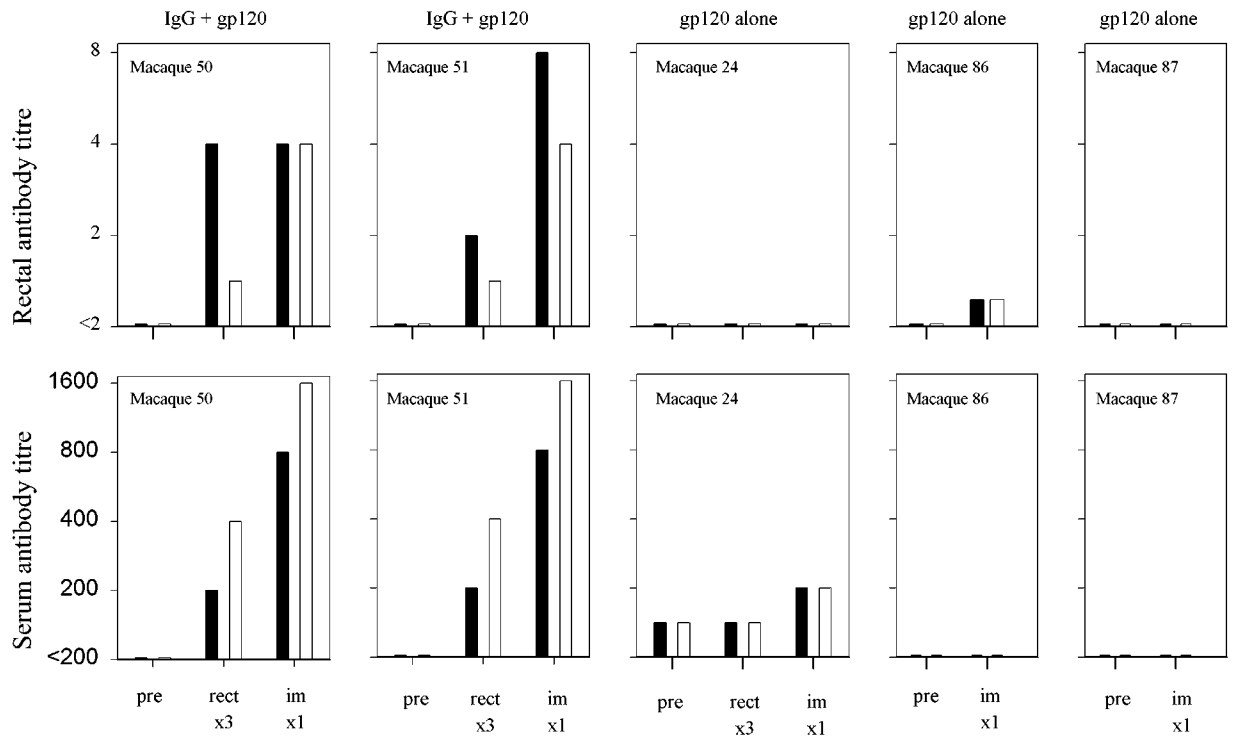 IgG + gp120 IgG + gp120 gp120 alone gp120 alone gp120 alone
Rectal antibody titre
8
4
2
<2
Macaque 50 Macaque 51 Macaque 24 Macaque 86 Macaque 87
Serum antibody titre
1600
800
400
200
<200
Macaque 50 Macaque 51 Macaque 24 Macaque 86 Macaque 87
pre rect im pre rect im pre rect im pre im pre im
x3 x1 x3 x1 x3 x1 x1 x1